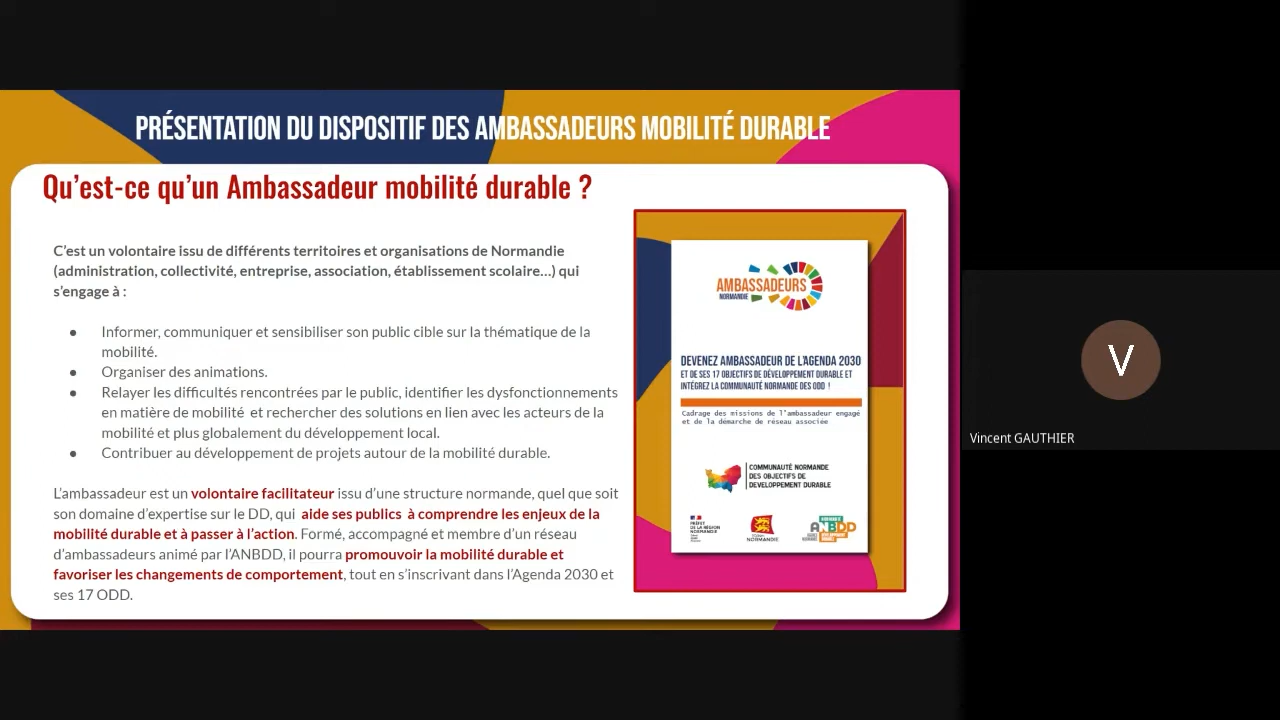 PRÉSENTATION DU DISPOSITIF DES AMBASSADEURS MOBILITÉ DURABLE
Qu'est-ce qu'un Ambassadeur mobilité durable ?
C'est un volontaire issu de différents territoires et organisations de Normandie
(administration, collectivité, entreprise, association, établissement scolaire...) qui
s'engage à :
● Informer, communiquer et sensibiliser son public cible sur la thématique de la
mobilité.
● Organiser des animations.
● Relayer les difficultés rencontrées par le public, identifier les dysfonctionnements
en matière de mobilité et rechercher des solutions en lien avec les acteurs de la
mobilité et plus globalement du développement local.
● Contribuer au développement de projets autour de la mobilité durable.
L'ambassadeur est un volontaire facilitateur issu d'une structure normande, quel que soit
son domaine d'expertise sur le DD, qui aide ses publics à comprendre les enjeux de la
mobilité durable et à passer à l'action. Formé, accompagné et membre d'un réseau
d'ambassadeurs animé par l'ANBDD, il pourra promouvoir la mobilité durable et
favoriser les changements de comportement, tout en s'inscrivant dans l'Agenda 2030 et
ses 17 ODD.
AMBASSADEURS
NORMANDIE
DEVENEZ AMBASSADEUR DE L'AGENDA 2030
ET DE SES 17 OBJECTIFS DE DÉVELOPPEMENT DURABLE ET
INTÉGREZ LA COMMUNAUTÉ NORMANDE DES ODD !
Cadrage des missions de l'ambassadeur engagé
et de la démarche de réseau associée
COMMUNAUTÉ NORMANDE
DES OBJECTIFS DE
DÉVELOPPEMENT DURABLE
PRÉFET
DE LA RÉGION
NORMANDIE
NORMANDIE
ANBDD
V
Vincent GAUTHIER